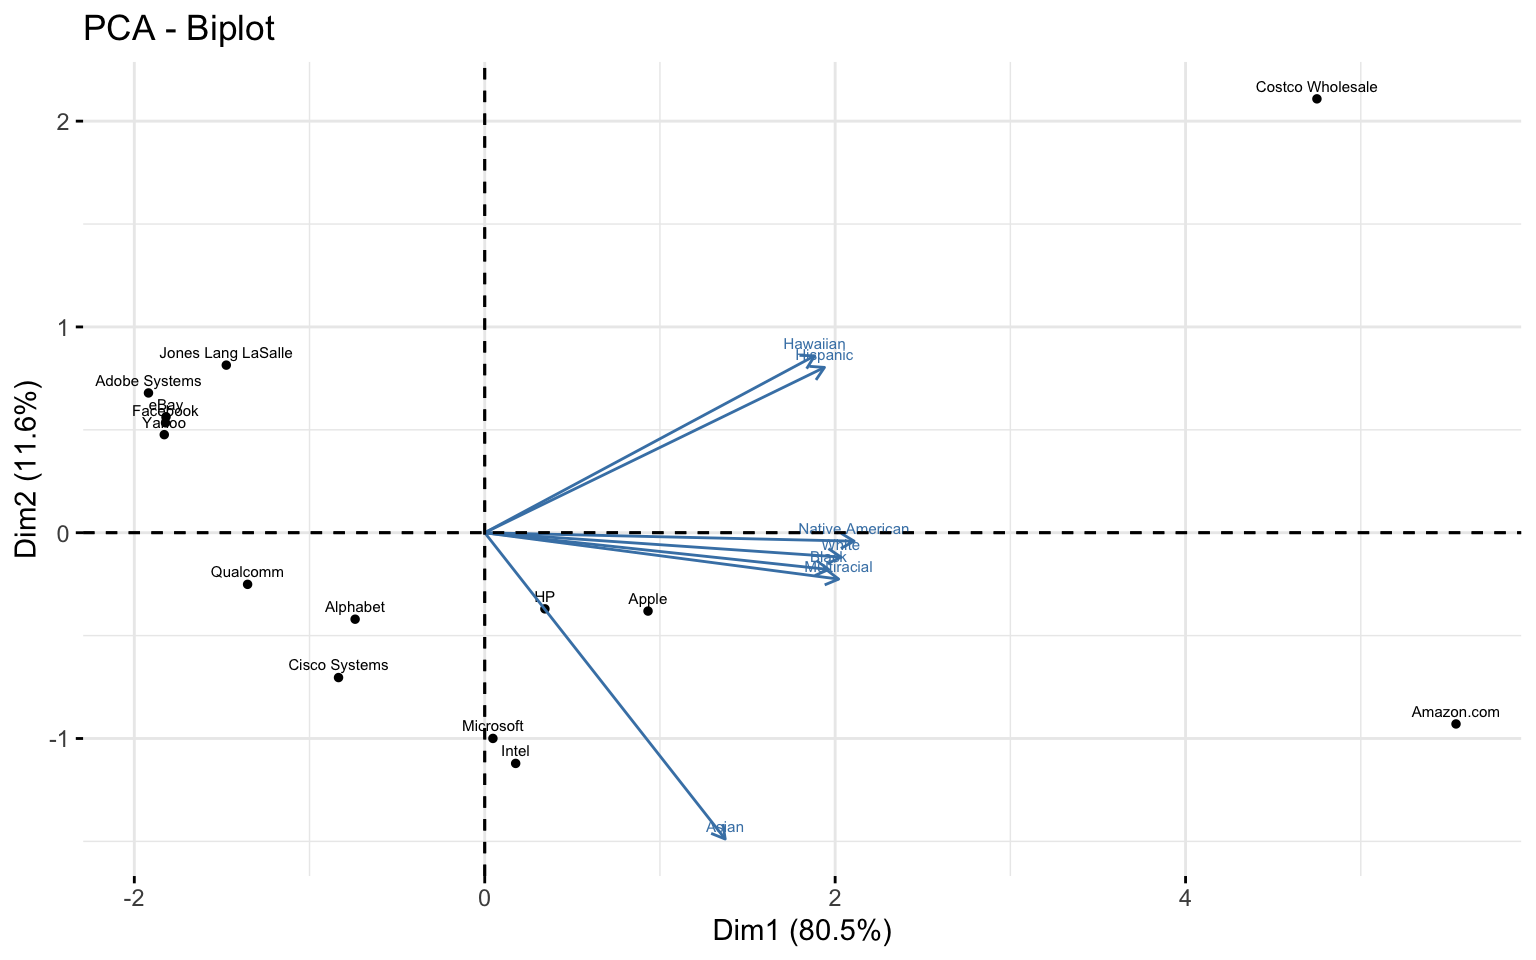 PCA - Biplot
Costco Wholesale
2
1
Jones Lang LaSalle
Hawaiian
Hispanic
Adobe Systems
eBay
Facebook
Yahoo
0
Native American
White
Black
Multiracial
Qualcomm
Alphabet
HP
Apple
Cisco Systems
Microsoft
Intel
Amazon.com
-1
Asian
-2
0
2
4
Dim1 (80.5%)
Dim2 (11.6%)